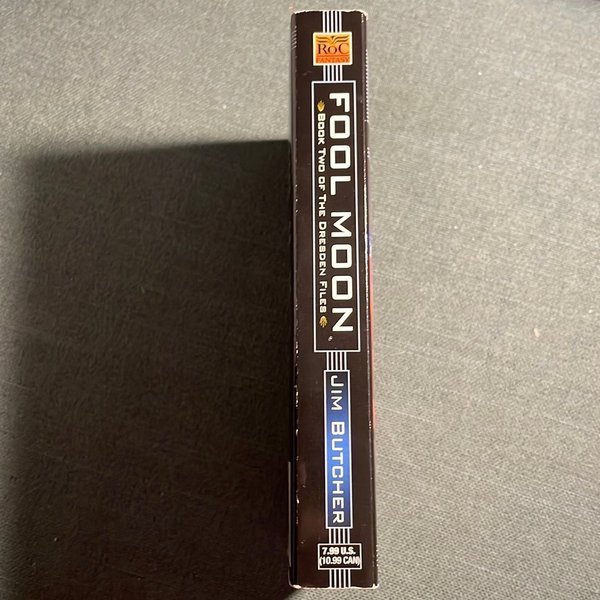 RoC
FANTASY
FOOL MOON
BOOK TWO OF THE DRESDEN FILES
JIM BUTCHER
7.99 U.S.
(10.99 CAN)